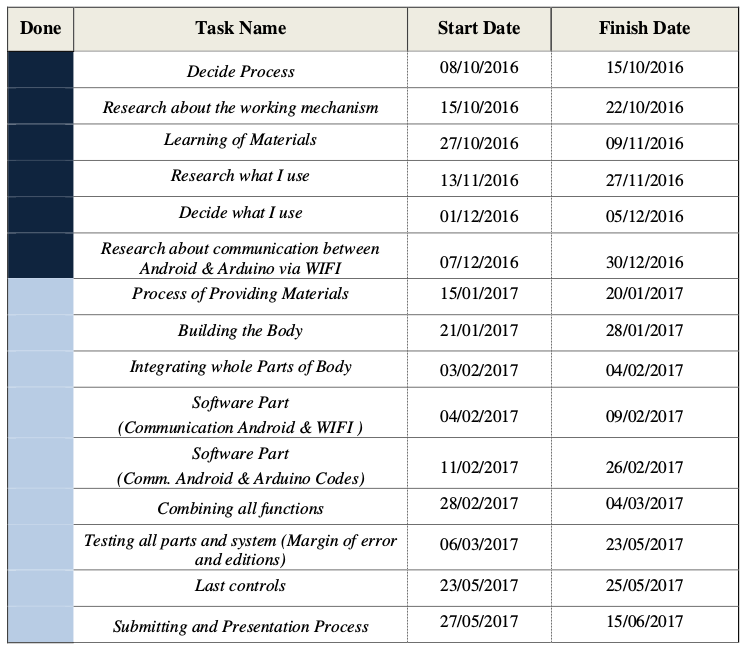 Done Task Name Start Date Finish Date
Decide Process 08/10/2016 15/10/2016
Research about the working mechanism 15/10/2016 22/10/2016
Learning of Materials 27/10/2016 09/11/2016
Research what I use 13/11/2016 27/11/2016
Decide what I use 01/12/2016 05/12/2016
Research about communication between
Android & Arduino via WIFI 07/12/2016 30/12/2016
Process of Providing Materials 15/01/2017 20/01/2017
Building the Body 21/01/2017 28/01/2017
Integrating whole Parts of Body 03/02/2017 04/02/2017
Software Part
(Communication Android & WIFI ) 04/02/2017 09/02/2017
Software Part
(Comm. Android & Arduino Codes) 11/02/2017 26/02/2017
Combining all functions 28/02/2017 04/03/2017
Testing all parts and system (Margin of error
and editions) 06/03/2017 23/05/2017
Last controls 23/05/2017 25/05/2017
Submitting and Presentation Process 27/05/2017 15/06/2017